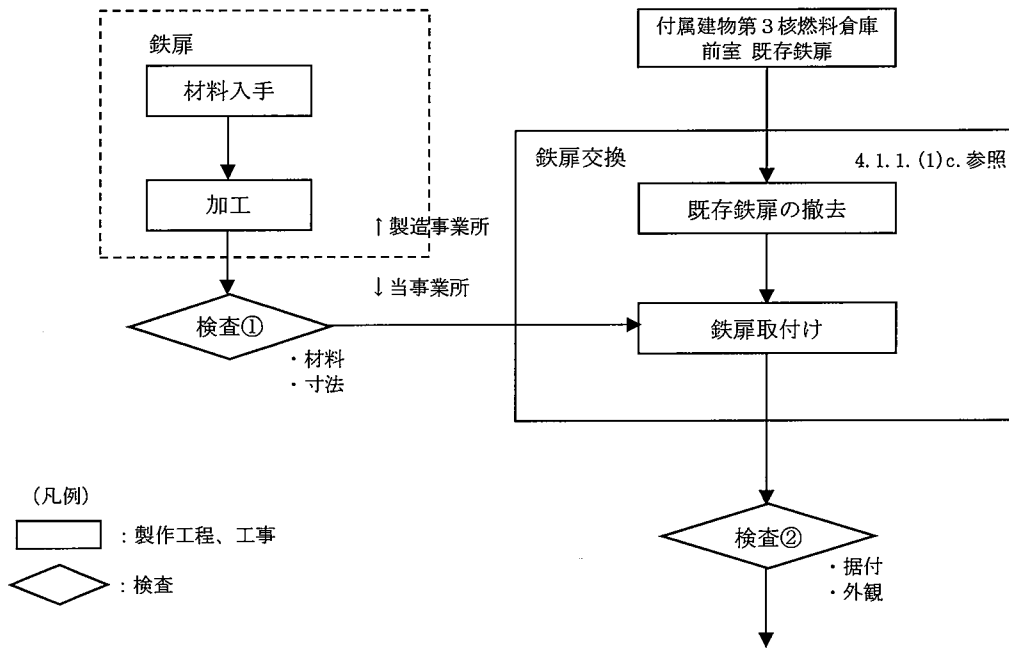 鉄扉
材料入手
加工
↑製造事業所
↓当事業所
検査①
・材料
・寸法
付属建物第3核燃料倉庫
前室 既存鉄扉
鉄扉交換
4.1.1.(1)c.参照
既存鉄扉の撤去
鉄扉取付け
検査②
・据付
・外観
(凡例)
:製作工程、工事
:検査